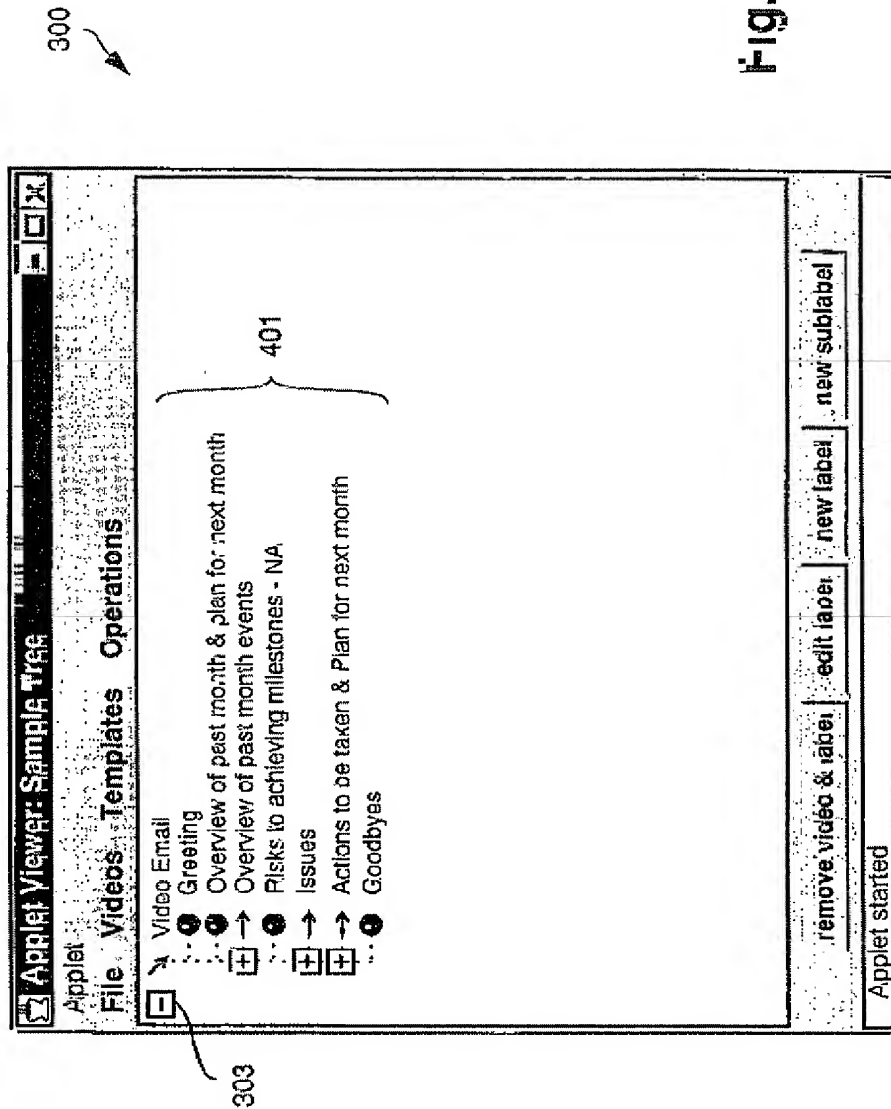 300
Applet Viewer: Sample Tree
Applet
File Videos Templates Operations
Video Email
Greeting
Overview of past month & plan for next month
Overview of past month events
Risks to achieving milestones - NA
Issues
Actions to be taken & Plan for next month
Goodbyes
401
303
remove video & label
edit label
new label
new sublabel
Applet started
Fig.